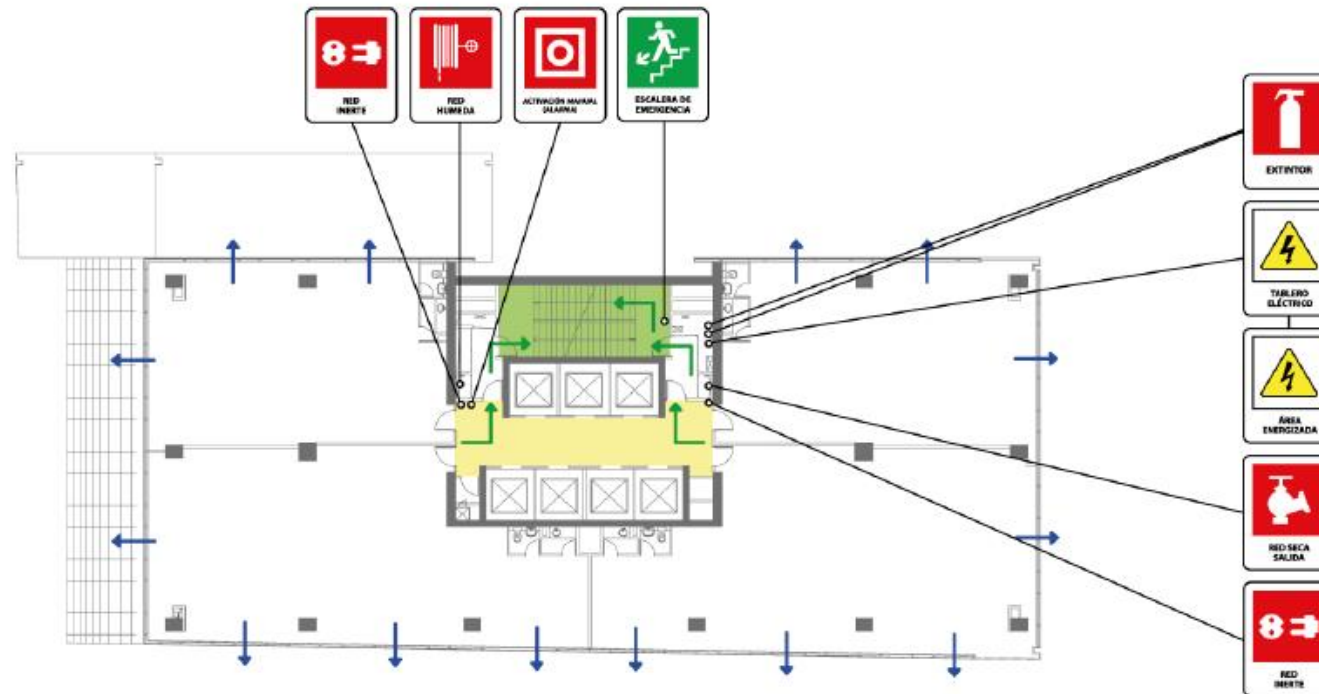 RED
INERTE
RED
HUMEDA
ACTIVACIÓN MANUAL
(ALARMA)
ESCALERA DE
EMERGENCIA
EXTINTOR
TABLERO
ELÉCTRICO
ÁREA
ENERGIZADA
RED SECA
SALIDA
RED
INERTE